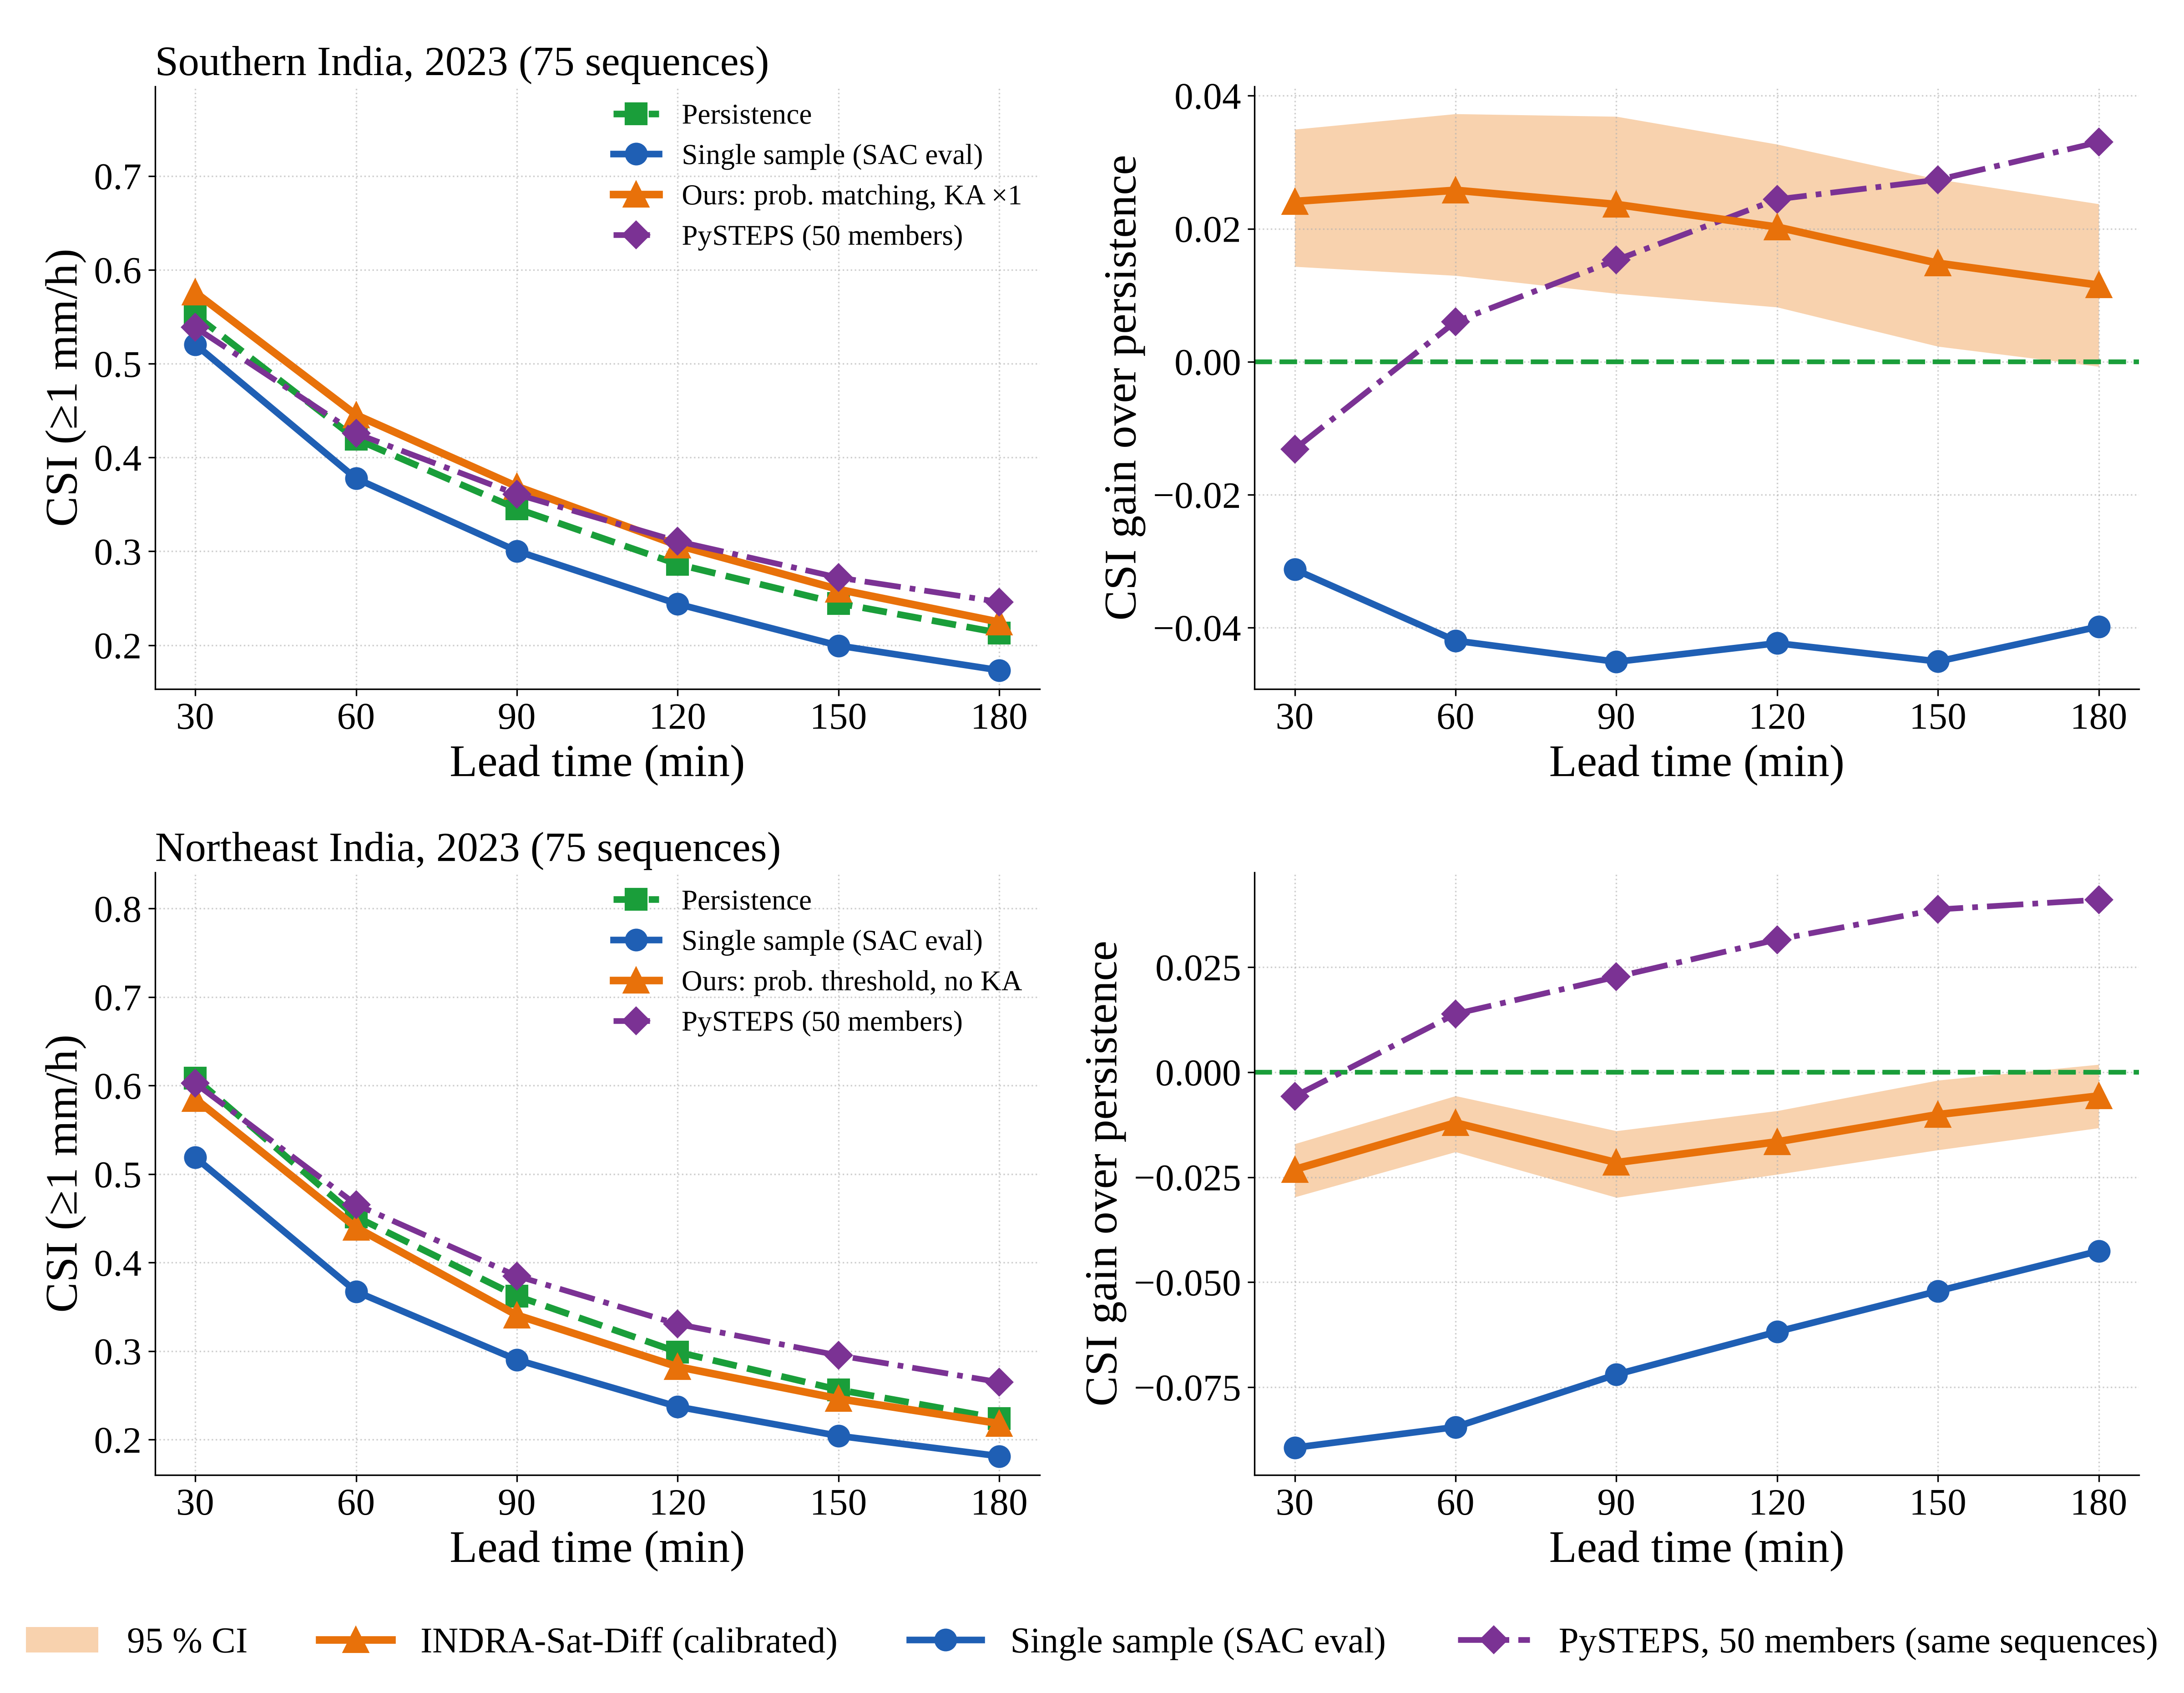 Southern India, 2023 (75 sequences)
CSI (≥1 mm/h)
0.7
0.6
0.5
0.4
0.3
0.2
Persistence
Single sample (SAC eval)
Ours: prob. matching, KA ×1
PySTEPS (50 members)
30 60 90 120 150 180
Lead time (min)
CSI gain over persistence
0.04
0.02
0.00
−0.02
−0.04
30 60 90 120 150 180
Lead time (min)
Northeast India, 2023 (75 sequences)
CSI (≥1 mm/h)
0.8
0.7
0.6
0.5
0.4
0.3
0.2
Persistence
Single sample (SAC eval)
Ours: prob. threshold, no KA
PySTEPS (50 members)
30 60 90 120 150 180
Lead time (min)
CSI gain over persistence
0.025
0.000
−0.025
−0.050
−0.075
30 60 90 120 150 180
Lead time (min)
95 % CI INDRA-Sat-Diff (calibrated) Single sample (SAC eval) PySTEPS, 50 members (same sequences)